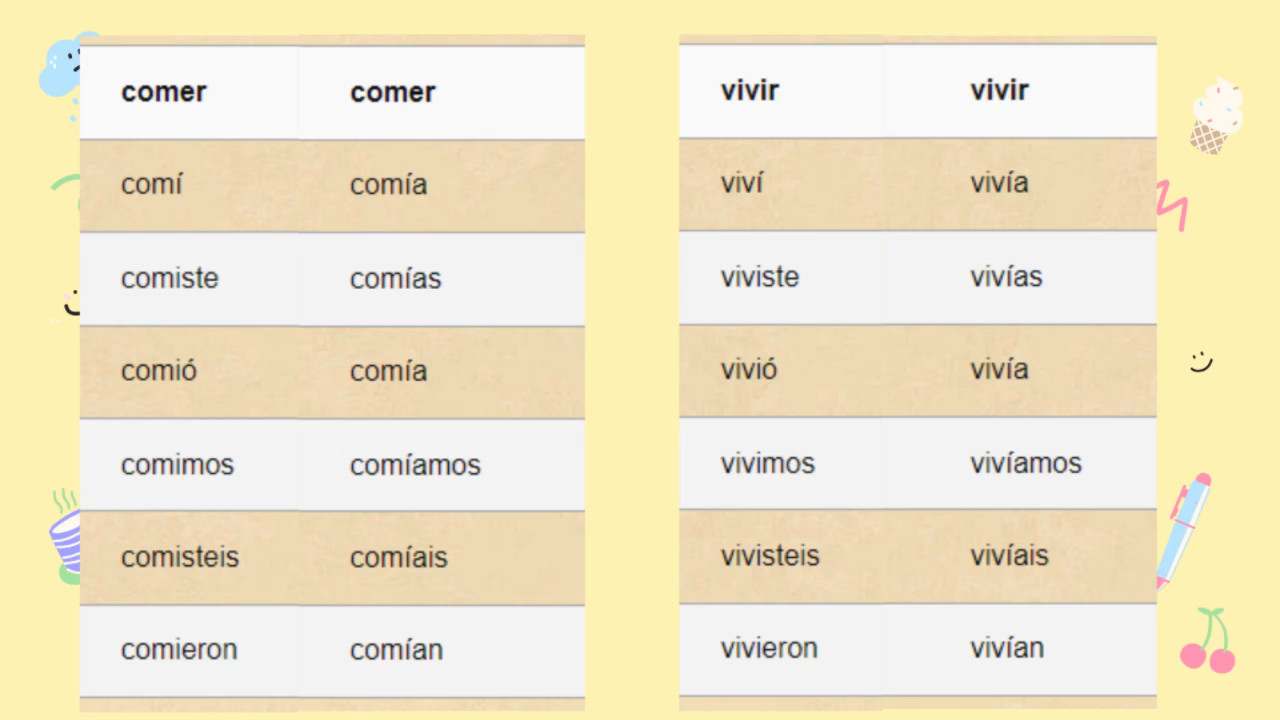 comer comer
comí comía
comiste comías
comió comía
comimos comíamos
comisteis comíais
comieron comían
vivir vivir
viví vivía
viviste vivías
vivió vivía
vivimos vivíamos
vivisteis vivíais
vivieron vivían